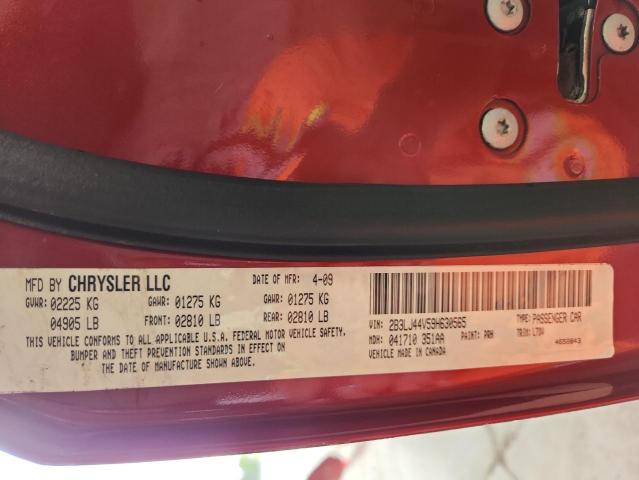 MFD BY CHRYSLER LLC DATE OF MFR: 4-09
GVWR: 02225 KG GAWR: 01275 KG GAWR: 01275 KG
04905 LB FRONT: 02810 LB REAR: 02810 LB
THIS VEHICLE CONFORMS TO ALL APPLICABLE U.S.A. FEDERAL MOTOR VEHICLE SAFETY,
BUMPER AND THEFT PREVENTION STANDARDS IN EFFECT ON
THE DATE OF MANUFACTURE SHOWN ABOVE.
VIN: 2B3LJ44V59H630565 TYPE: PASSENGER CAR
MDH: 041710 351AA PAINT: PRH TRIM: L7DV
VEHICLE MADE IN CANADA 4658843